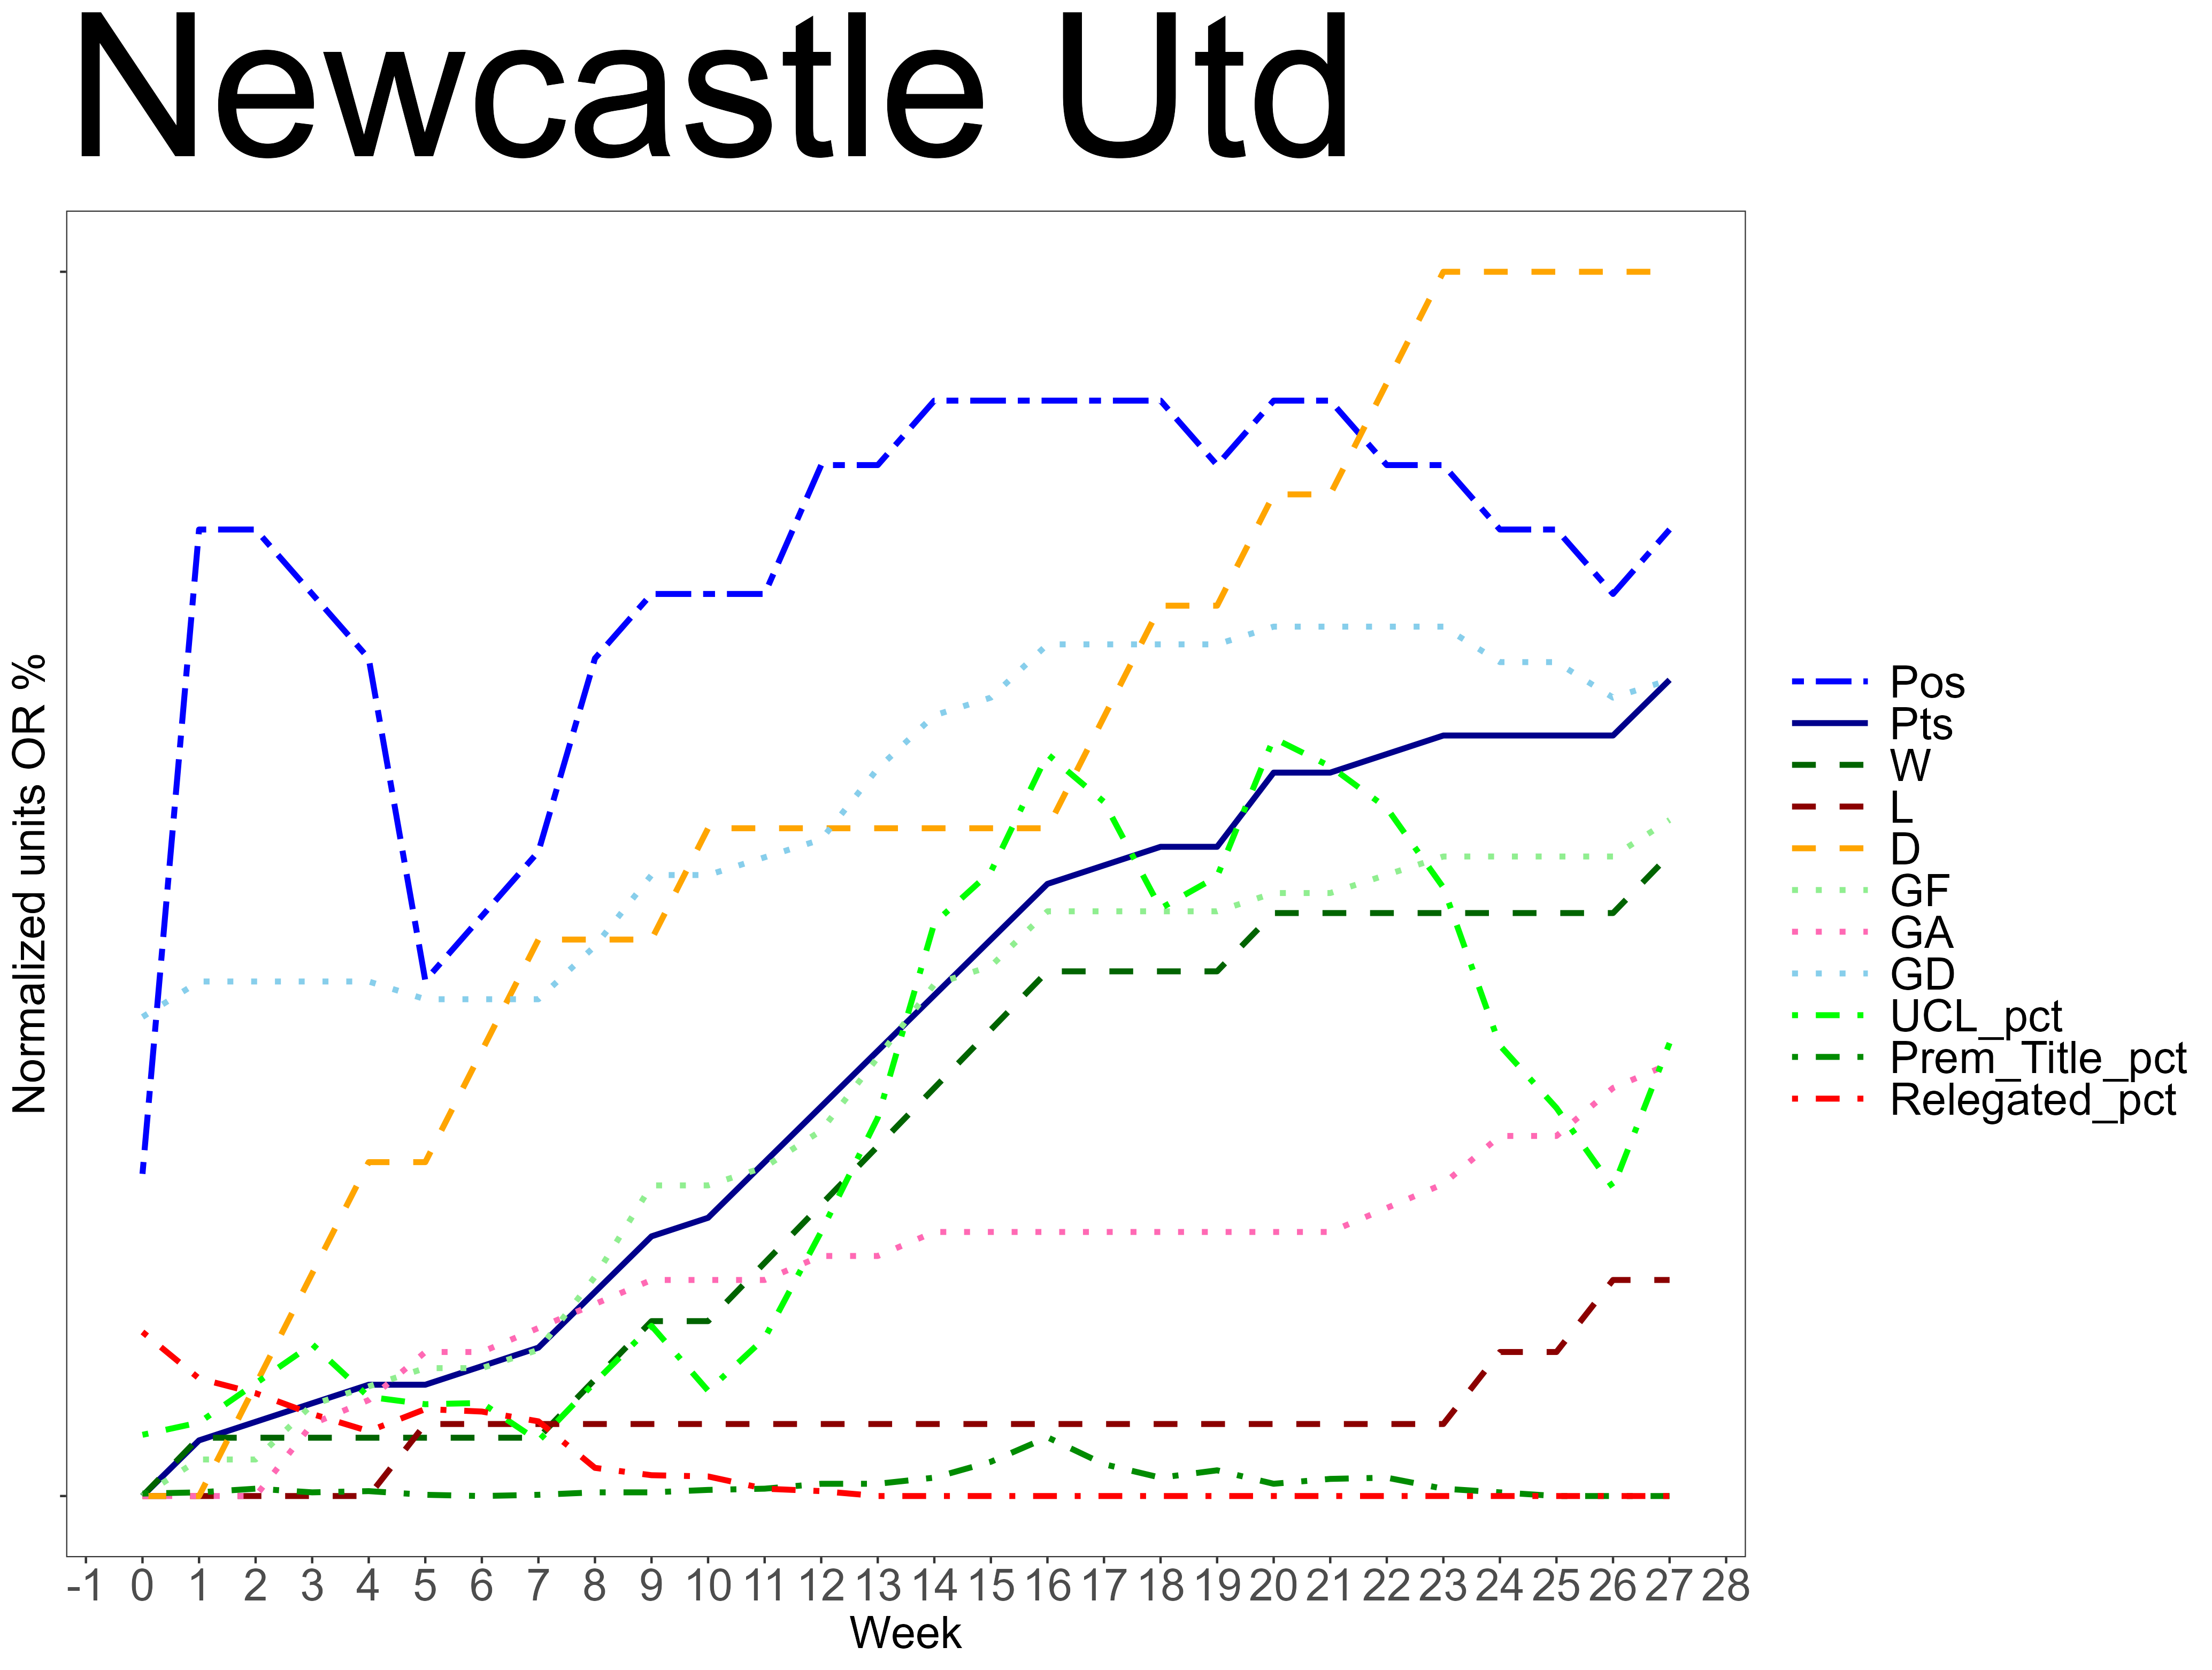 Newcastle Utd
Normalized units OR %
-1 0 1 2 3 4 5 6 7 8 9 10 11 12 13 14 15 16 17 18 19 20 21 22 23 24 25 26 27 28
Week
Pos
Pts
W
L
D
GF
GA
GD
UCL_pct
Prem_Title_pct
Relegated_pct